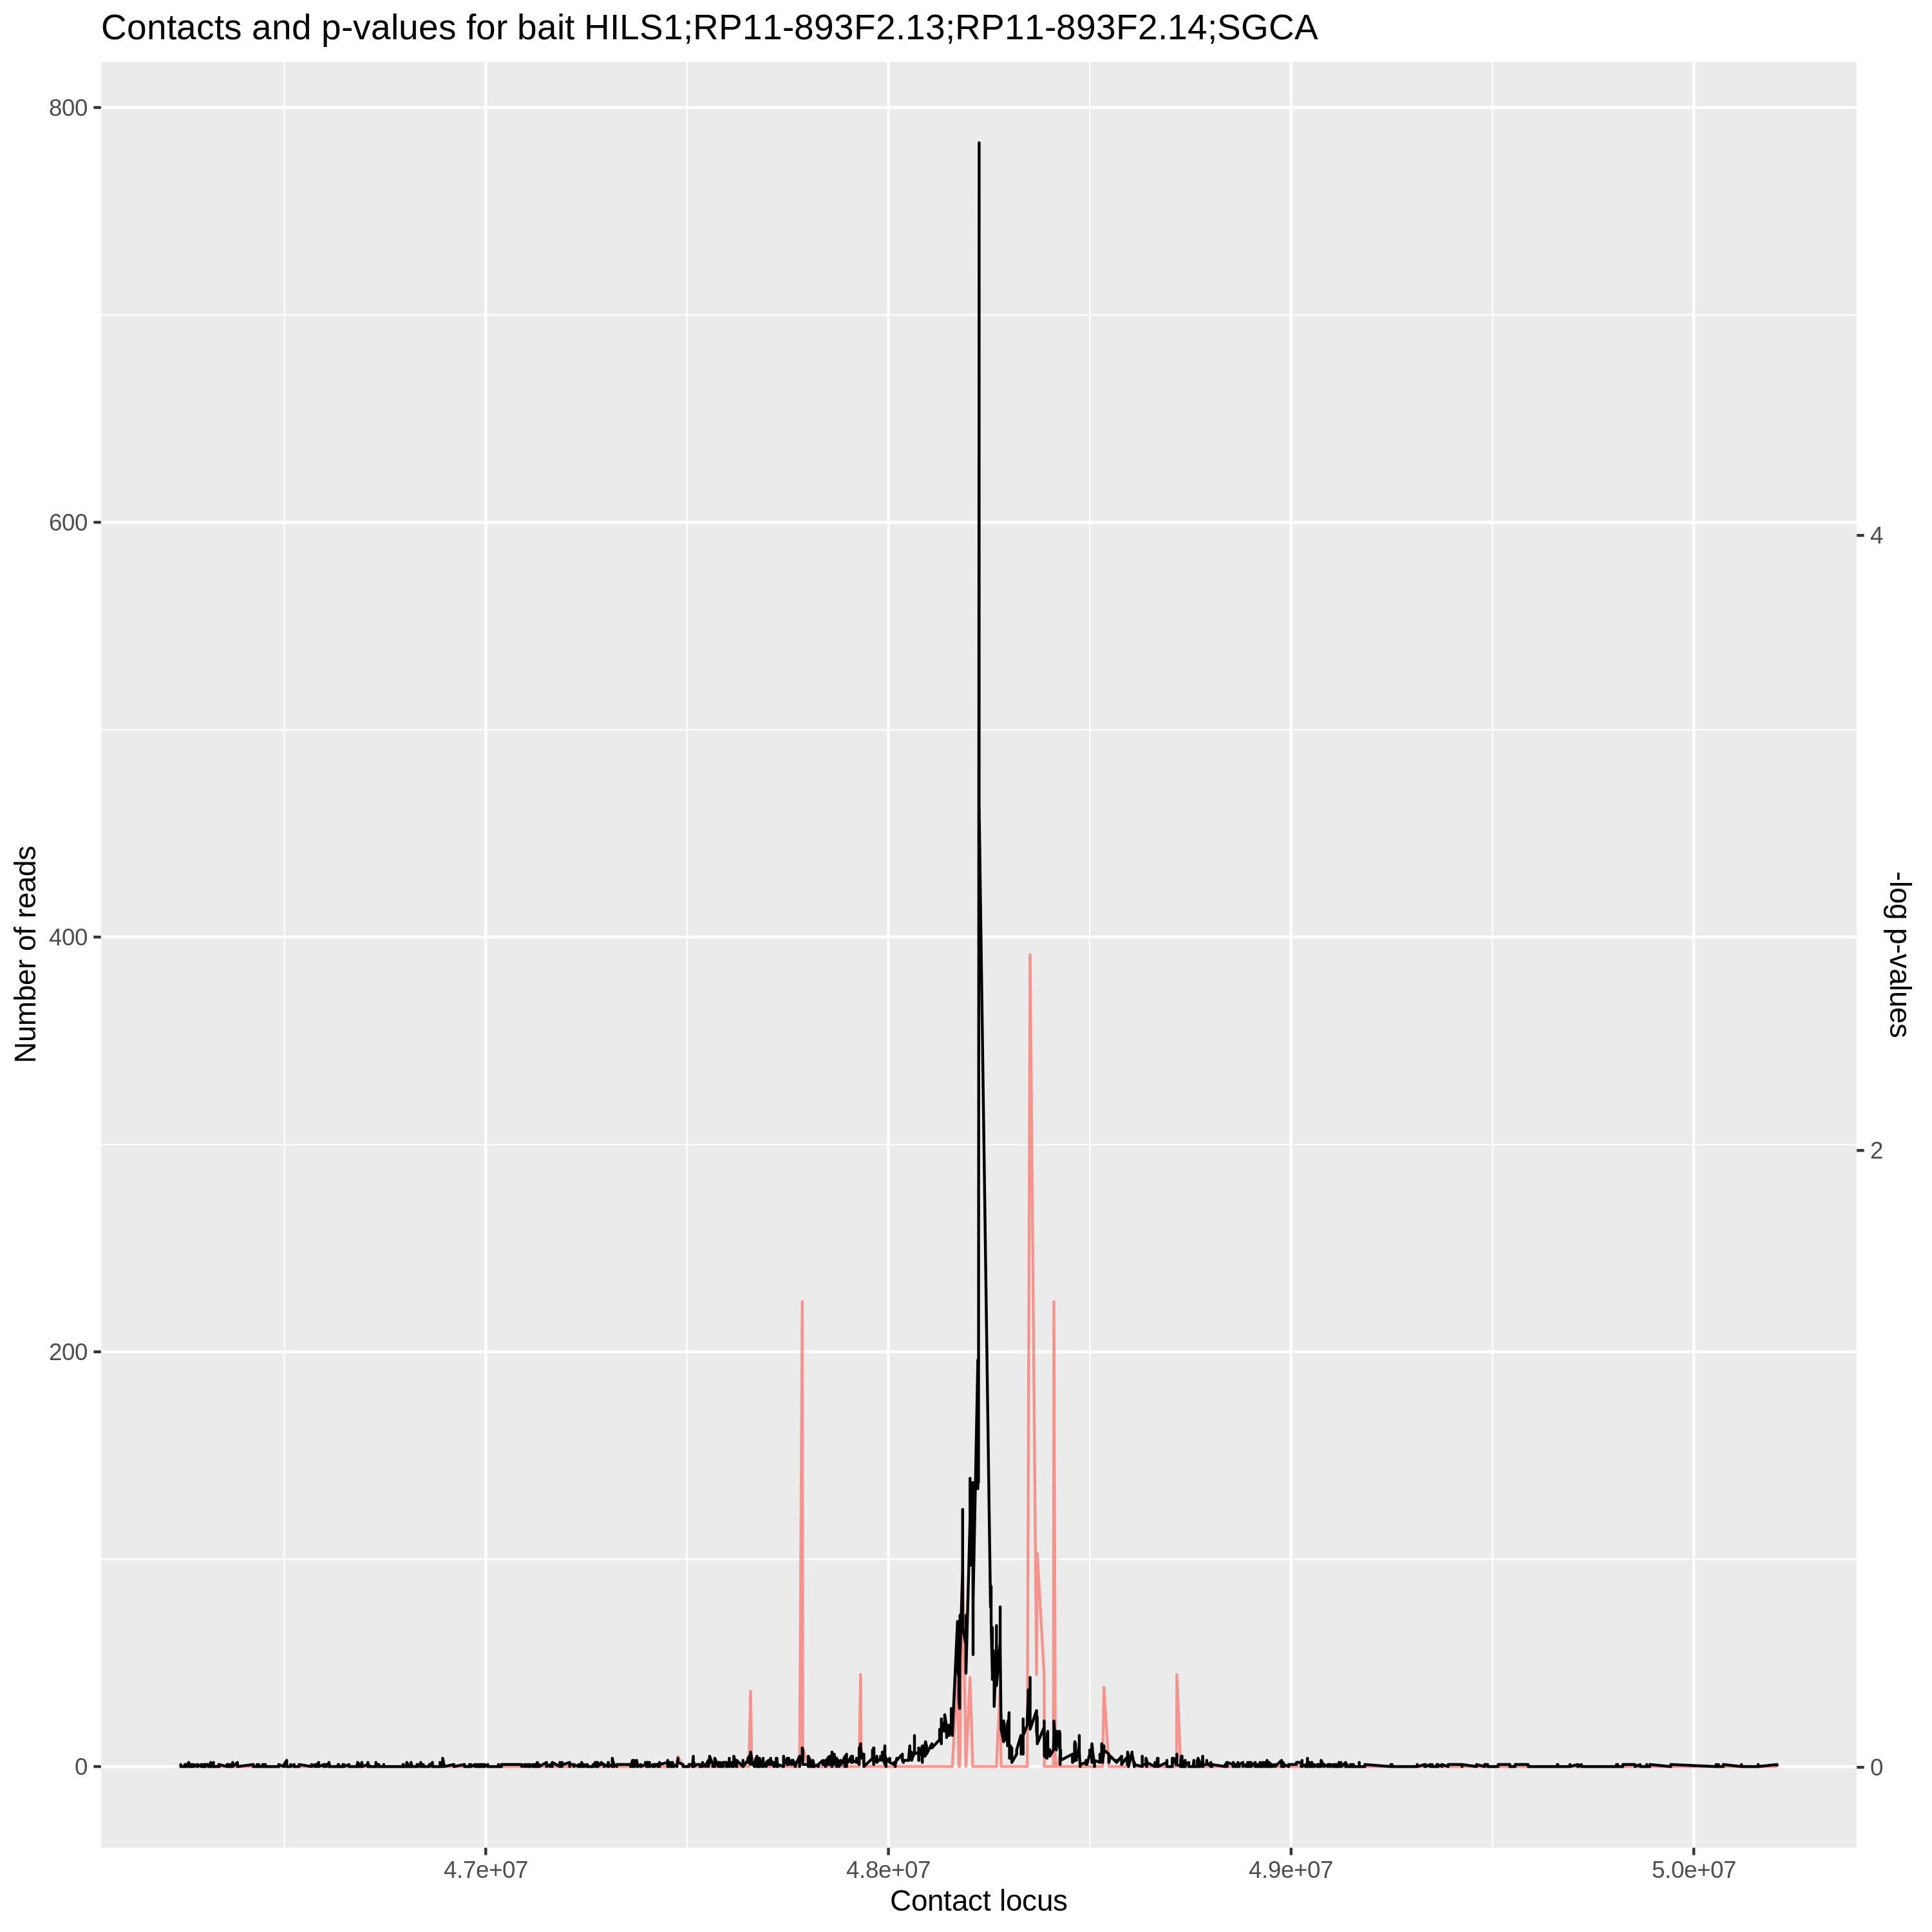 Contacts and p-values for bait HILS1;RP11-893F2.13;RP11-893F2.14;SGCA
800
600
400
200
0
Number of reads
4
2
0
-log p-values
4.7e+07
4.8e+07
4.9e+07
5.0e+07
Contact locus